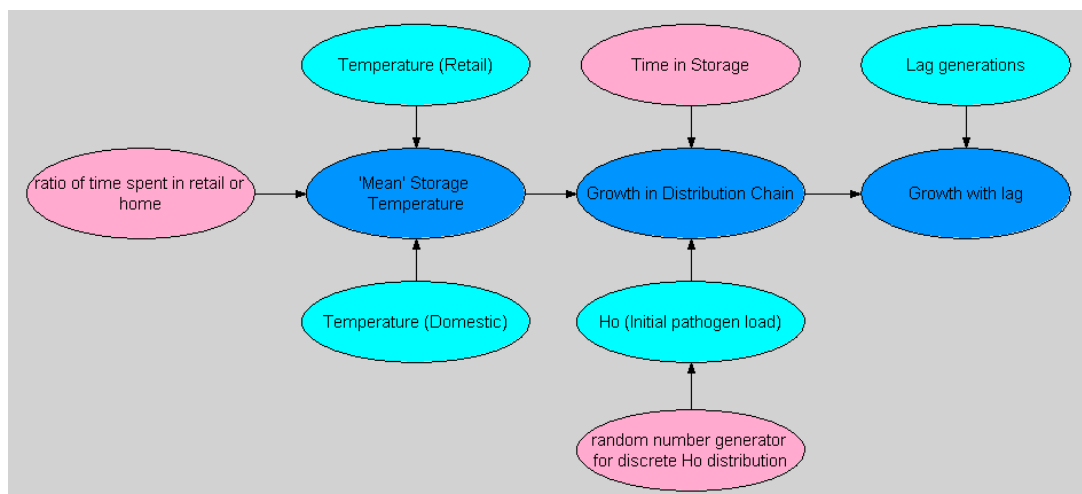 Temperature (Retail)
Time in Storage
Lag generations
ratio of time spent in retail or
home
'Mean' Storage
Temperature
Growth in Distribution Chain
Growth with lag
Temperature (Domestic)
Ho (Initial pathogen load)
random number generator
for discrete Ho distribution